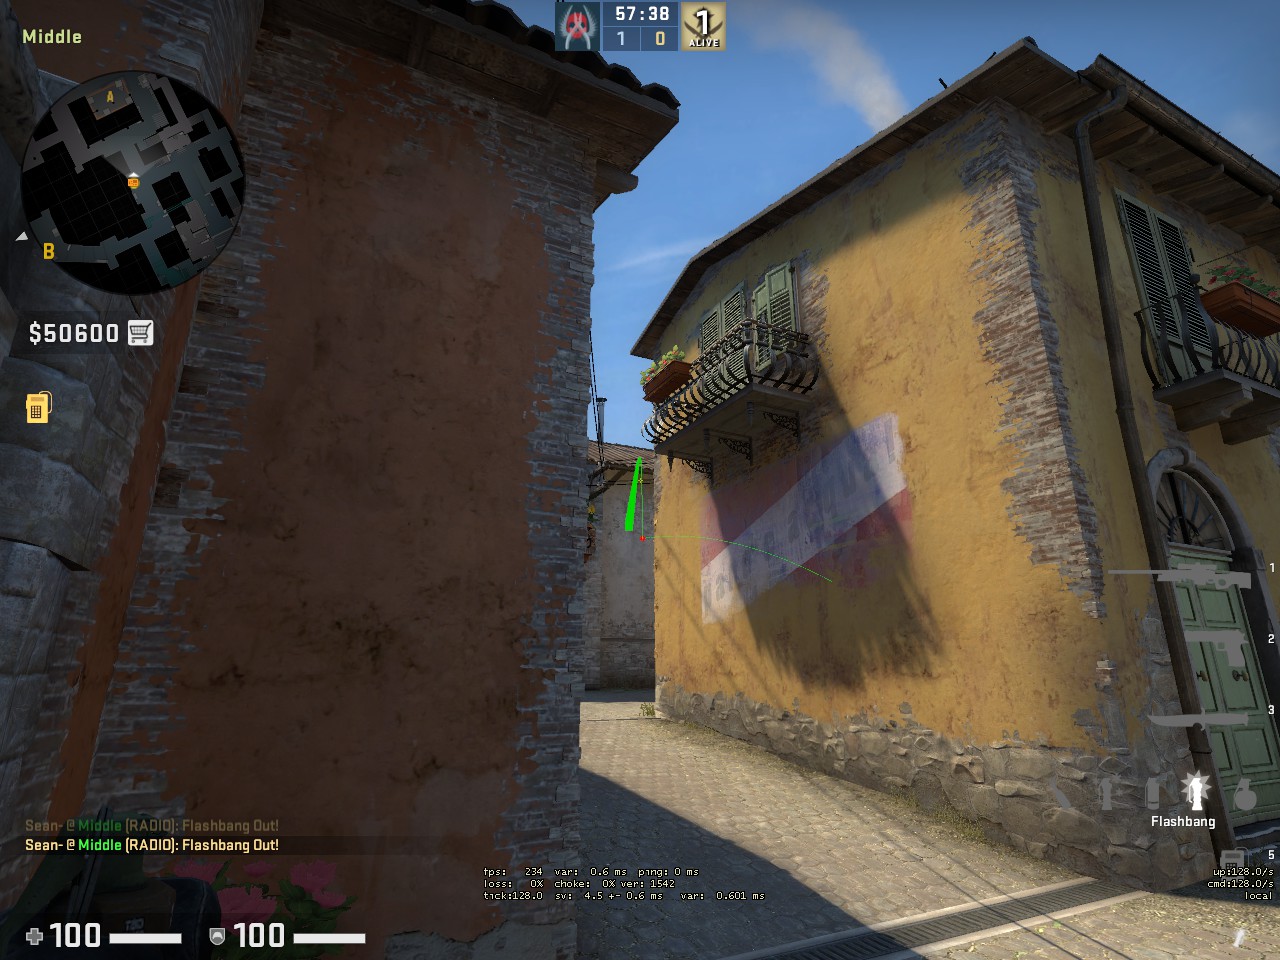 Middle
57:38
1 0
1
ALIVE
A
B
$50600
1
2
3
Flashbang
Sean- @ Middle (RADIO): Flashbang Out!
Sean- @ Middle (RADIO): Flashbang Out!
5
fps: 234 var: 0.6 ms ping: 0 ms
loss: 0% choke: 0% ver: 1542
tick:128.0 sv: 4.5 +- 0.6 ms var: 0.601 ms
up:128.0/s
cmd:128.0/s
local
100 100